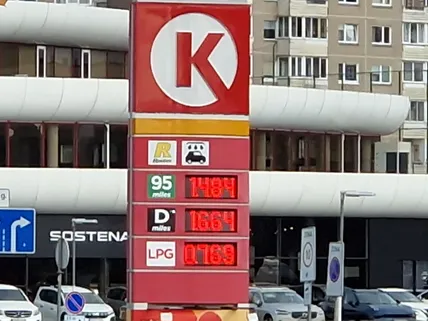 K
R
95 miles 1.484
D miles 1.664
LPG 0.769
SOSTENA